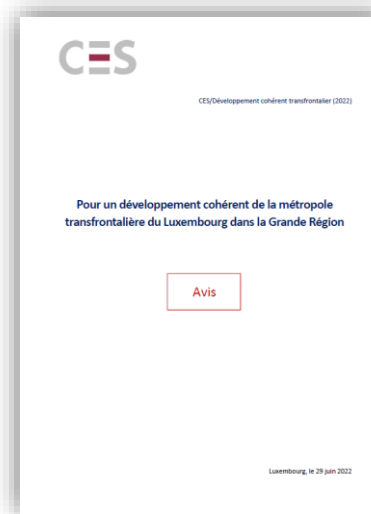 CES
CES/Développement cohérent transfrontalier (2022)
Pour un développement cohérent de la métropole
transfrontalière du Luxembourg dans la Grande Région
Avis
Luxembourg, le 29 juin 2022